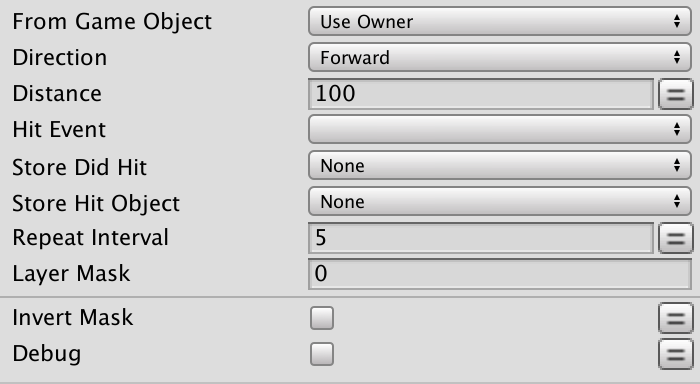 From Game Object Use Owner
Direction Forward
Distance 100
Hit Event
Store Did Hit None
Store Hit Object None
Repeat Interval 5
Layer Mask 0
Invert Mask
Debug